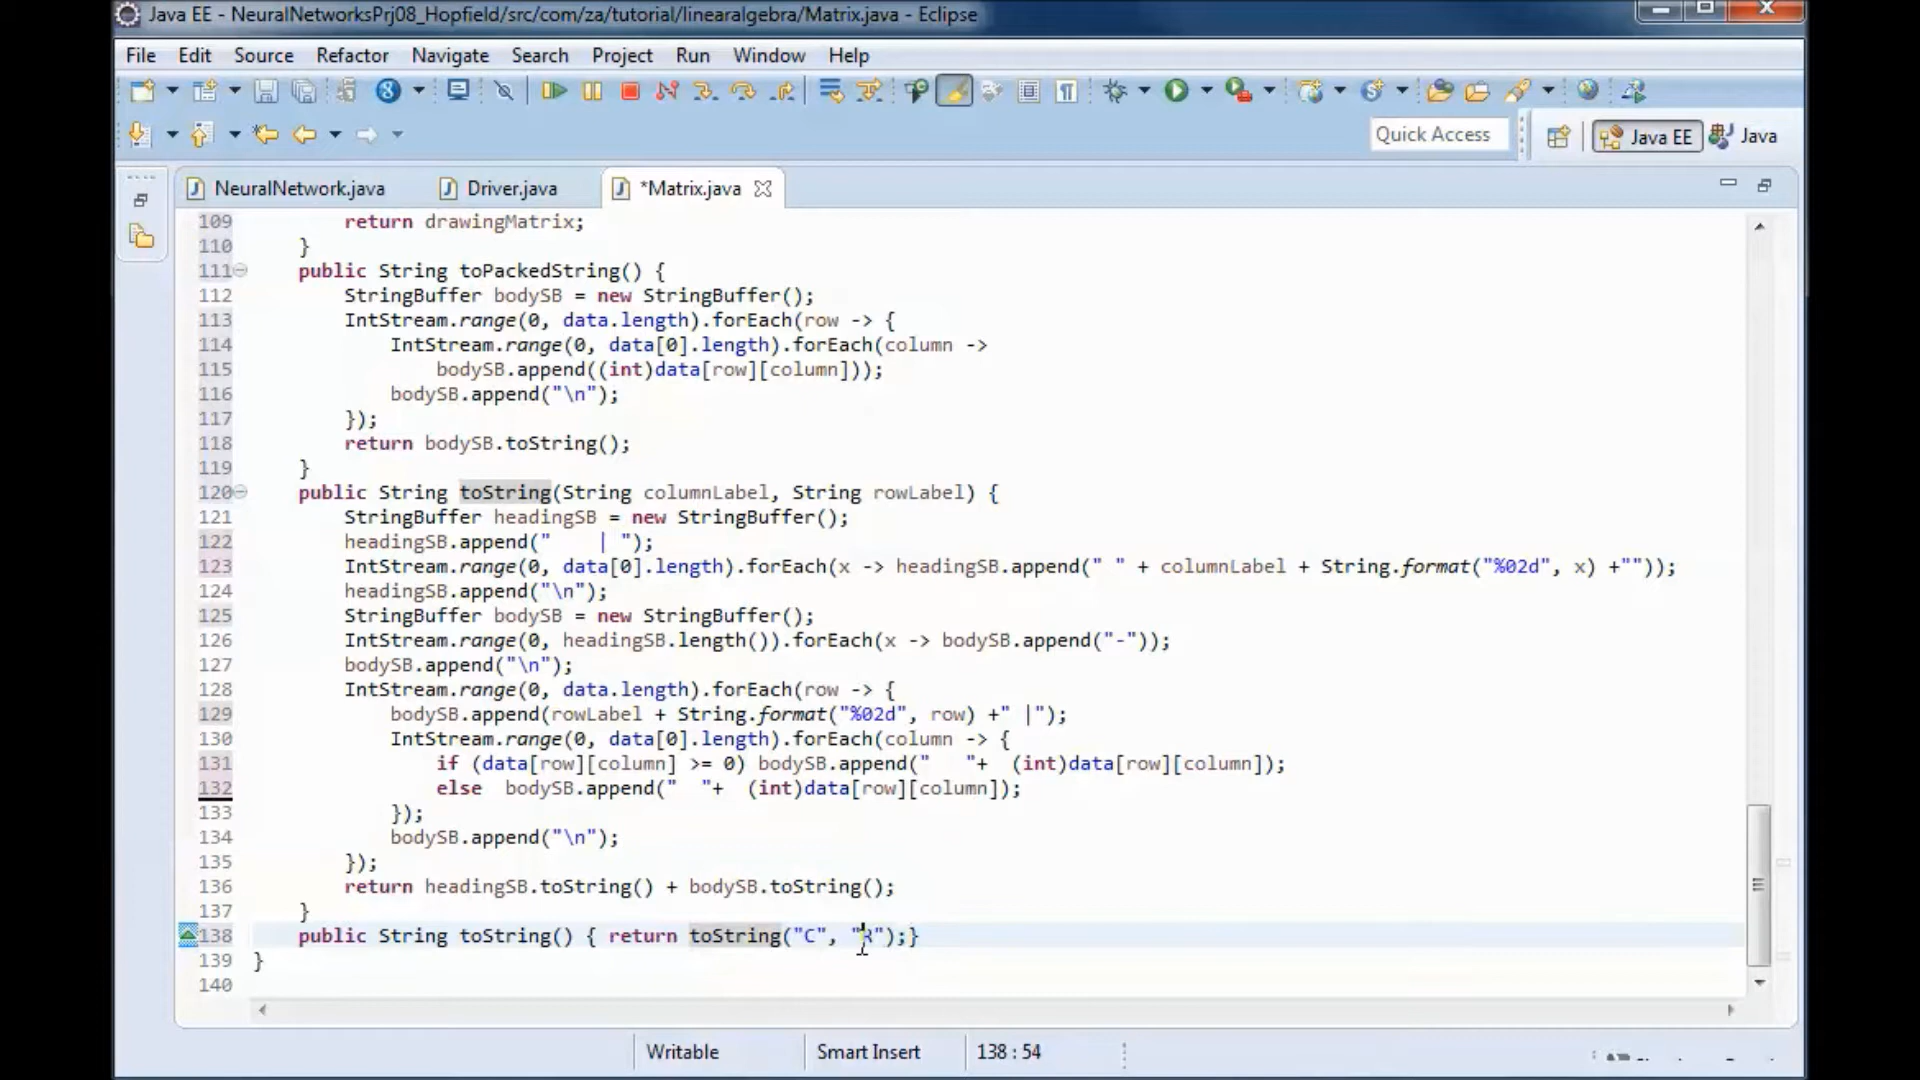 Java EE - NeuralNetworksPrj08_Hopfield/src/com/za/tutorial/linearalgebra/Matrix.java - Eclipse
File Edit Source Refactor Navigate Search Project Run Window Help
Quick Access Java EE Java
NeuralNetwork.java Driver.java *Matrix.java
109 return drawingMatrix;
110 }
111 public String toPackedString() {
112 StringBuffer bodySB = new StringBuffer();
113 IntStream.range(0, data.length).forEach(row -> {
114 IntStream.range(0, data[0].length).forEach(column ->
115 bodySB.append((int)data[row][column]));
116 bodySB.append("\n");
117 });
118 return bodySB.toString();
119 }
120 public String toString(String columnLabel, String rowLabel) {
121 StringBuffer headingSB = new StringBuffer();
122 headingSB.append("    | ");
123 IntStream.range(0, data[0].length).forEach(x -> headingSB.append(" " + columnLabel + String.format("%02d", x) +""));
124 headingSB.append("\n");
125 StringBuffer bodySB = new StringBuffer();
126 IntStream.range(0, headingSB.length()).forEach(x -> bodySB.append("-"));
127 bodySB.append("\n");
128 IntStream.range(0, data.length).forEach(row -> {
129 bodySB.append(rowLabel + String.format("%02d", row) +" |");
130 IntStream.range(0, data[0].length).forEach(column -> {
131 if (data[row][column] >= 0) bodySB.append("   "+  (int)data[row][column]);
132 else  bodySB.append("  "+  (int)data[row][column]);
133 });
134 bodySB.append("\n");
135 });
136 return headingSB.toString() + bodySB.toString();
137 }
138 public String toString() { return toString("C", "R");}
139 }
140
Writable Smart Insert 138 : 54